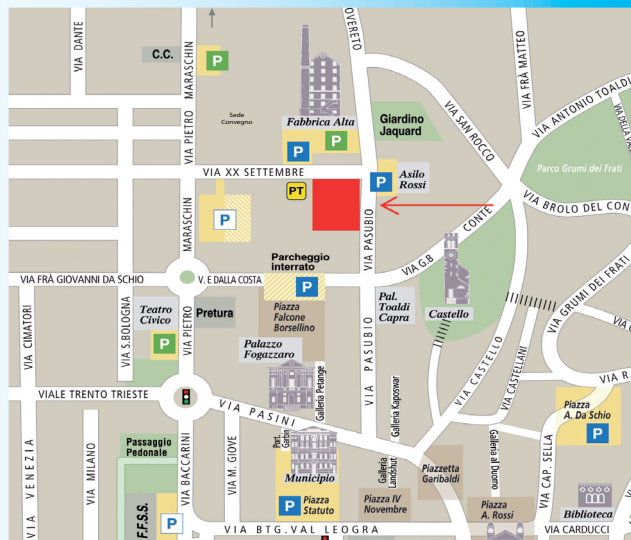 VIA DANTE
C.C.
P
VIA PIETRO MARASCHIN
Sede
Convegno
Fabbrica Alta
P
P
OVERETO
Giardino
Jaquard
VIA SAN ROCCO
VIA FRÀ MATTEO
VIA ANTONIO TOALDI
Parco Grumi dei Frati
VIA XX SETTEMBRE
PT
P
Asilo
Rossi
P
MARASCHIN
VIA PASUBIO
VIA G.B CONTE
VIA BROLO DEL CON
Parcheggio
interrato
P
VIA FRÀ GIOVANNI DA SCHIO
V. E DALLA COSTA
VIA CIMATORI
VIA S.BOLOGNA
Teatro
Civico
P
VIA PIETRO
Pretura
Piazza
Falcone
Borsellino
Pal.
Toaldi
Capra
Castello
VIA GRUMI DEI FRATI
Palazzo
Fogazzaro
Galleria Petange
VIA PASUBIO
Galleria Kaposwar
VIA CASTELLO
VIA CASTELLANI
VIALE TRENTO TRIESTE
VIA PASINI
VIA R.
Piazza
A. Da Schio
P
VIA VENEZIA
VIA MILANO
Passaggio
Pedonale
VIA BACCARINI
VIA M. GIOVE
Port.
Garbin
Municipio
Galleria
Landshut
Piazzetta
Garibaldi
Galleria al Duomo
VIA CAP. SELLA
F.F.S.S.
P
P
Piazza
Statuto
Piazza IV
Novembre
Piazza
A. Rossi
Biblioteca
VIA BTG. VAL LEOGRA
VIA CARDUCCI